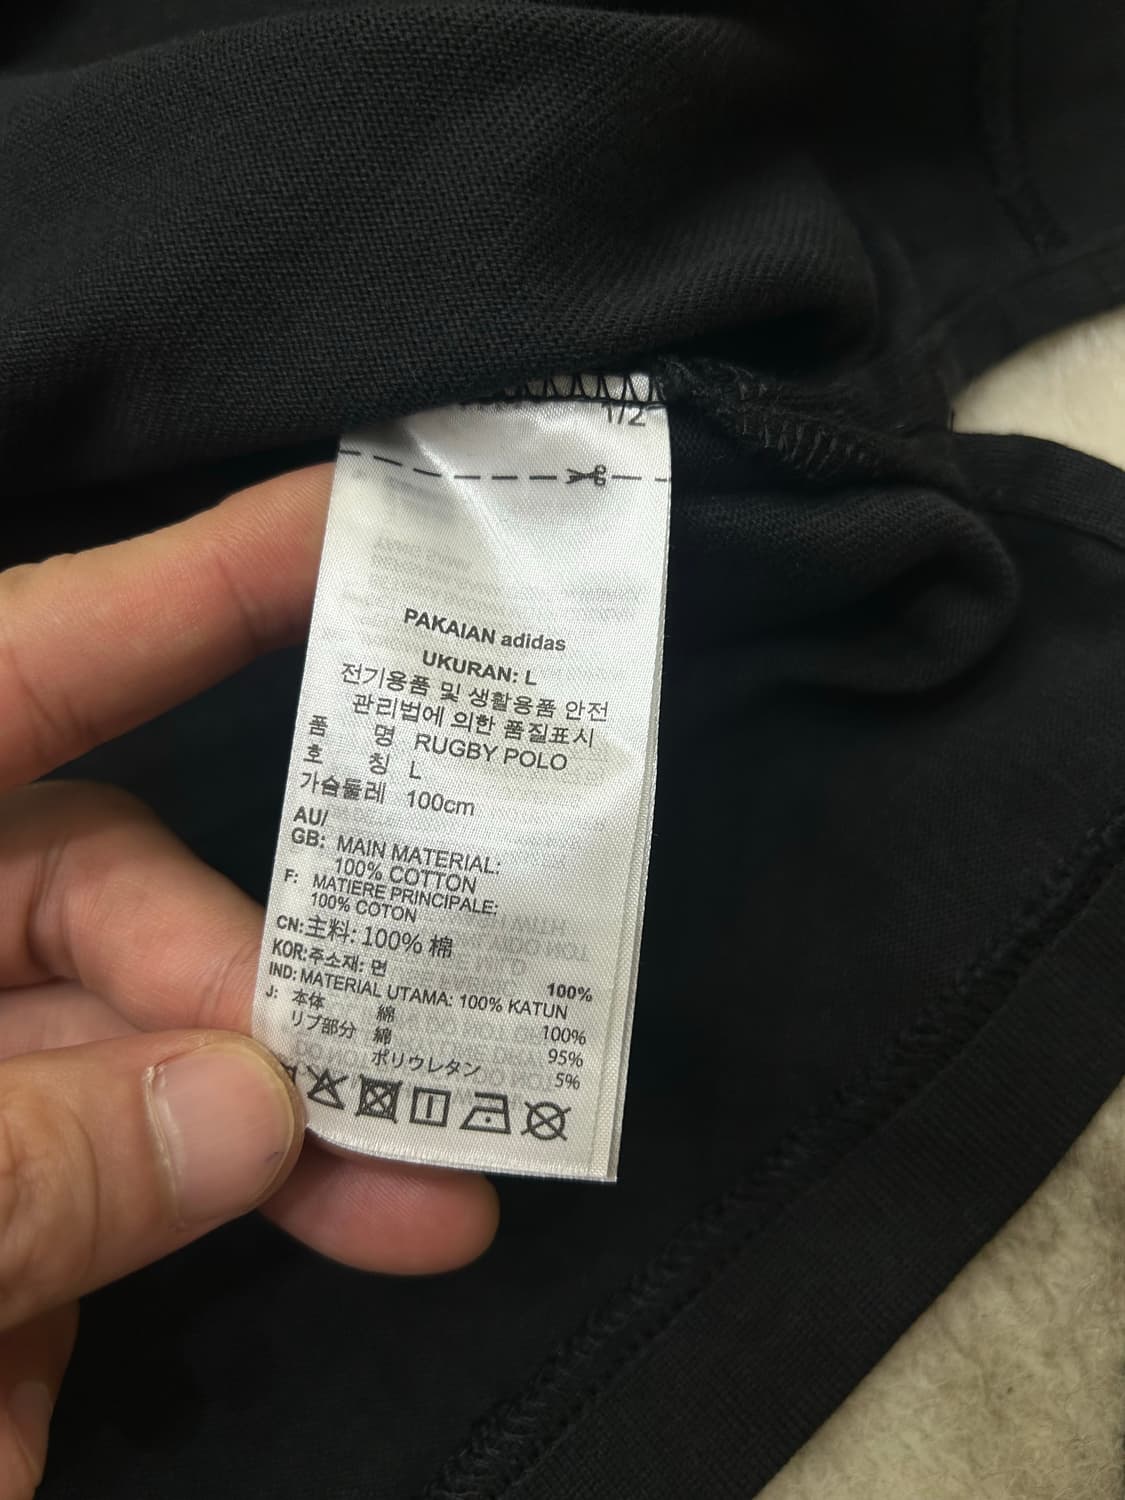 1/2
PAKAIAN adidas
UKURAN: L
전기용품 및 생활용품 안전
관리법에 의한 품질표시
품 명 RUGBY POLO
호 칭 L
가슴둘레 100cm
AU/
GB: MAIN MATERIAL:
100% COTTON
F: MATIERE PRINCIPALE:
100% COTON
CN:主料: 100% 棉
KOR:주소재: 면 100%
IND: MATERIAL UTAMA: 100% KATUN
J: 本体 綿 100%
リブ部分 綿 95%
ポリウレタン 5%